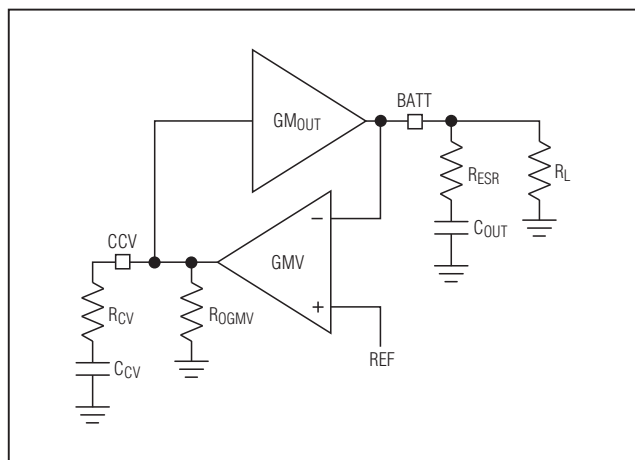 GMOUT
BATT
RESR
RL
COUT
CCV
GMV
−
+
RCV
ROGMV
CCV
REF